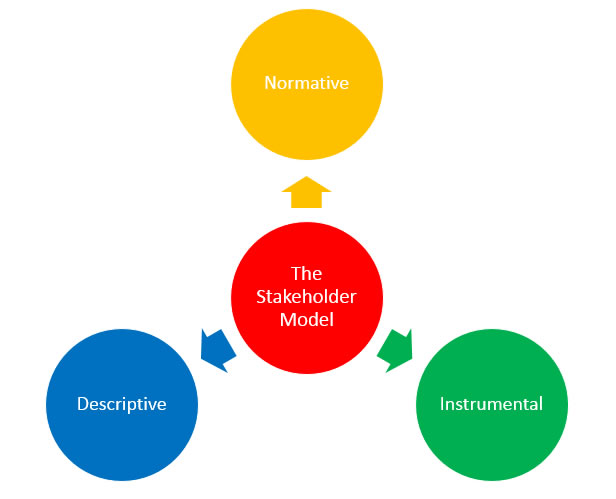 Normative
The
Stakeholder
Model
Descriptive
Instrumental